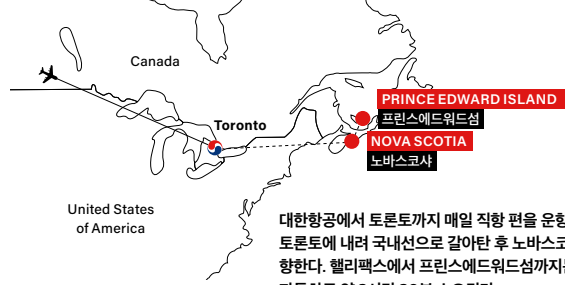 Canada
PRINCE EDWARD ISLAND
프린스에드워드섬
Toronto
NOVA SCOTIA
노바스코샤
United States
of America
대한항공에서 토론토까지 매일 직항 편을 운항
토론토에 내려 국내선으로 갈아탄 후 노바스코
향한다. 핼리팩스에서 프린스에드워드섬까지는